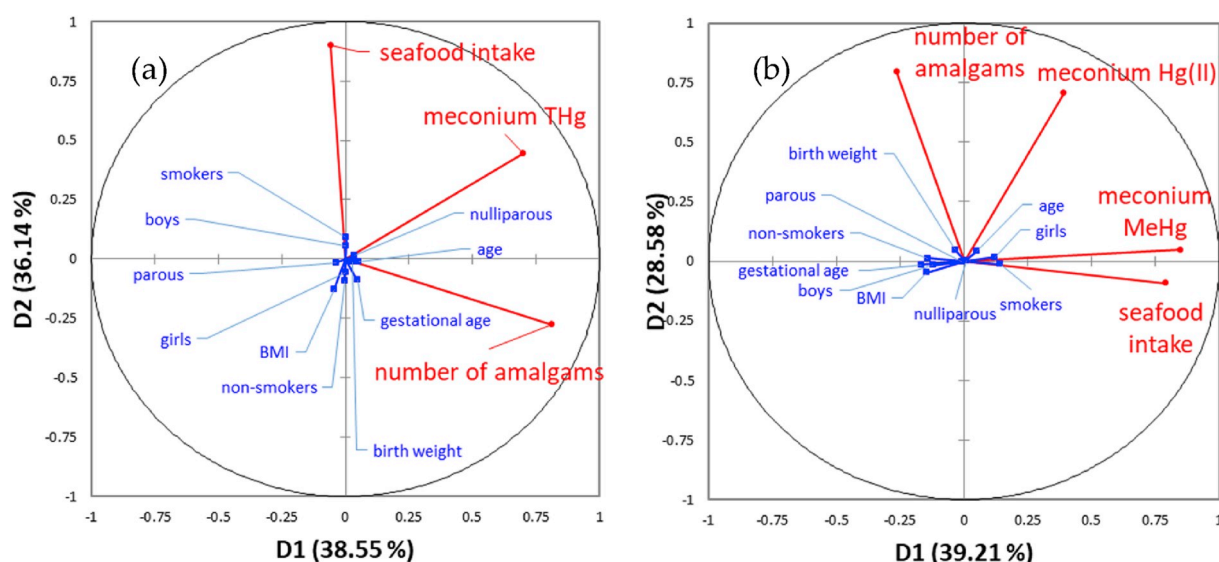 (a)
seafood intake
meconium THg
smokers
boys
nulliparous
age
parous
gestational age
girls
BMI
number of amalgams
non-smokers
birth weight
D2 (36.14 %)
1
0.75
0.5
0.25
0
-0.25
-0.5
-0.75
-1
-1
-0.75
-0.5
-0.25
0
0.25
0.5
0.75
1
D1 (38.55 %)
(b)
number of
amalgams
meconium Hg(II)
birth weight
parous
age
meconium
MeHg
non-smokers
girls
gestational age
boys
BMI
nulliparous
smokers
seafood
intake
D2 (28.58 %)
1
0.75
0.5
0.25
0
-0.25
-0.5
-0.75
-1
-1
-0.75
-0.5
-0.25
0
0.25
0.5
0.75
1
D1 (39.21 %)